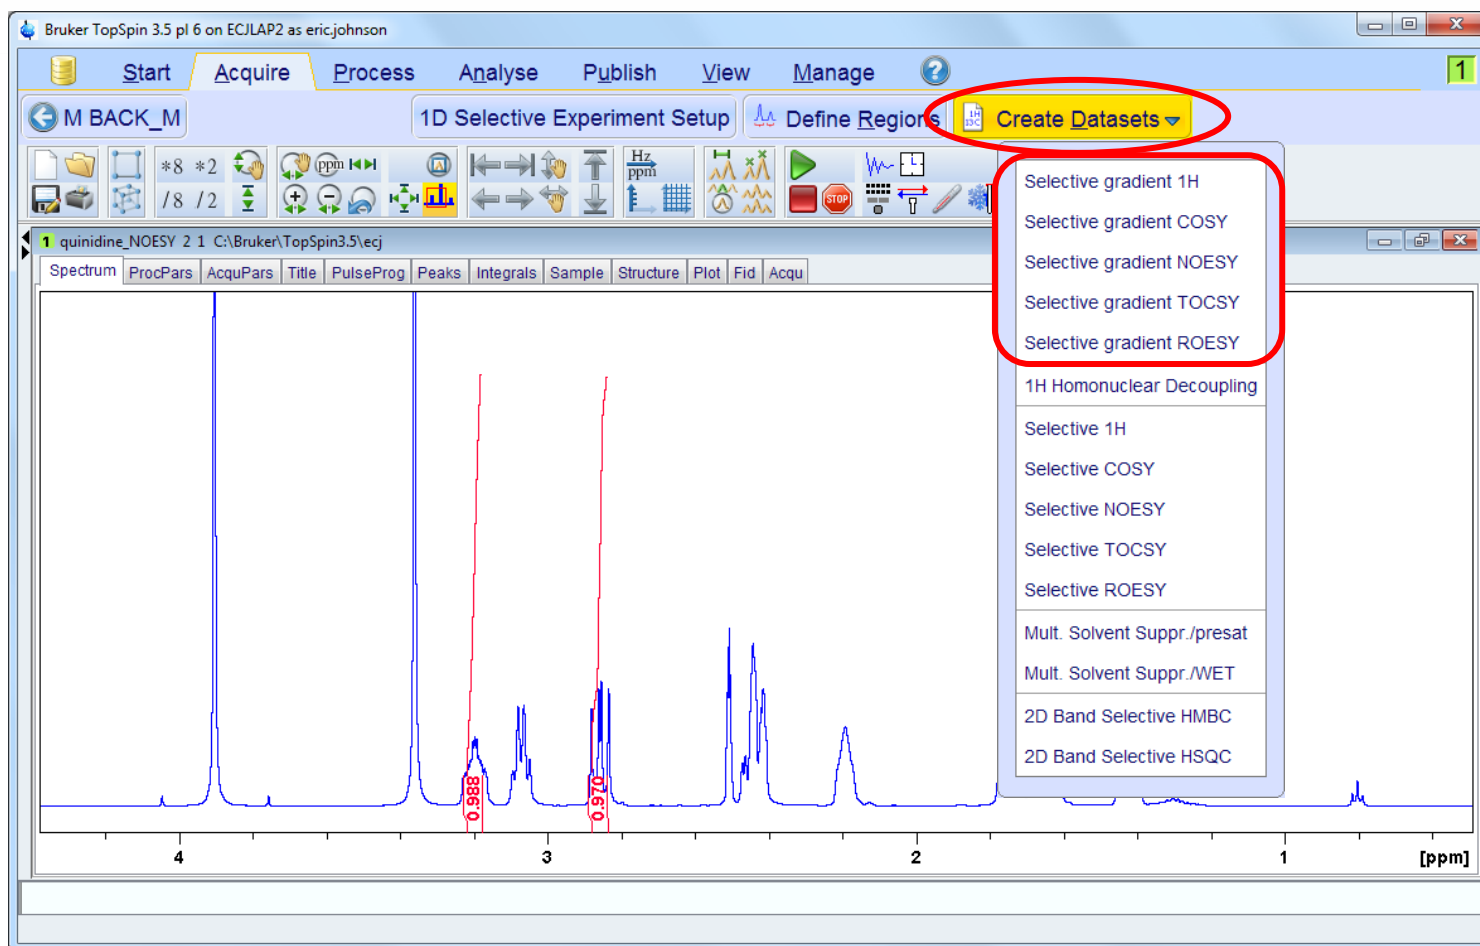 Bruker TopSpin 3.5 pl 6 on ECJLAP2 as eric.johnson
Start Acquire Process Analyse Publish View Manage ? 1
M BACK_M 1D Selective Experiment Setup Define Regions 1H 13C Create Datasets
*8 *2 ppm Hz ppm
/8 /2 STOP
1 quinidine_NOESY 2 1 C:\Bruker\TopSpin3.5\ecj
Spectrum ProcPars AcquPars Title PulseProg Peaks Integrals Sample Structure Plot Fid Acqu
Selective gradient 1H
Selective gradient COSY
Selective gradient NOESY
Selective gradient TOCSY
Selective gradient ROESY
1H Homonuclear Decoupling
Selective 1H
Selective COSY
Selective NOESY
Selective TOCSY
Selective ROESY
Mult. Solvent Suppr./presat
Mult. Solvent Suppr./WET
2D Band Selective HMBC
2D Band Selective HSQC
0.988 0.970
4 3 2 1 [ppm]